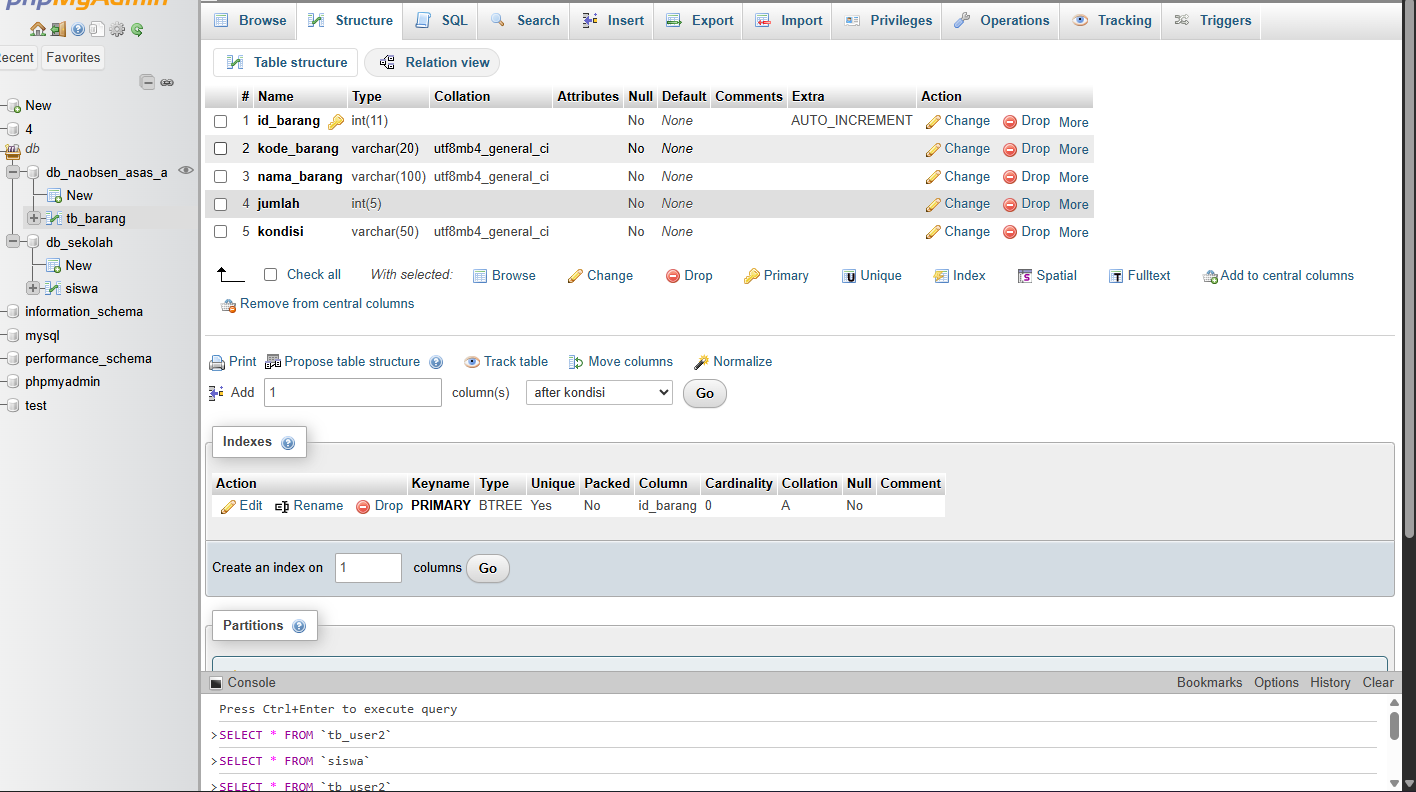 phpMyAdmin
Browse Structure SQL Search Insert Export Import Privileges Operations Tracking Triggers
Recent Favorites
New
4
db
db_naobsen_asas_a
New
tb_barang
db_sekolah
New
siswa
information_schema
mysql
performance_schema
phpmyadmin
test
Table structure Relation view
# Name Type Collation Attributes Null Default Comments Extra Action
1 id_barang int(11) No None AUTO_INCREMENT Change Drop More
2 kode_barang varchar(20) utf8mb4_general_ci No None Change Drop More
3 nama_barang varchar(100) utf8mb4_general_ci No None Change Drop More
4 jumlah int(5) No None Change Drop More
5 kondisi varchar(50) utf8mb4_general_ci No None Change Drop More
Check all With selected: Browse Change Drop Primary Unique Index Spatial Fulltext Add to central columns
Remove from central columns
Print Propose table structure Track table Move columns Normalize
Add 1 column(s) after kondisi Go
Indexes
Action Keyname Type Unique Packed Column Cardinality Collation Null Comment
Edit Rename Drop PRIMARY BTREE Yes No id_barang 0 A No
Create an index on 1 columns Go
Partitions
Console Bookmarks Options History Clear
Press Ctrl+Enter to execute query
>SELECT * FROM `tb_user2`
>SELECT * FROM `siswa`
>SELECT * FROM `tb_user2`